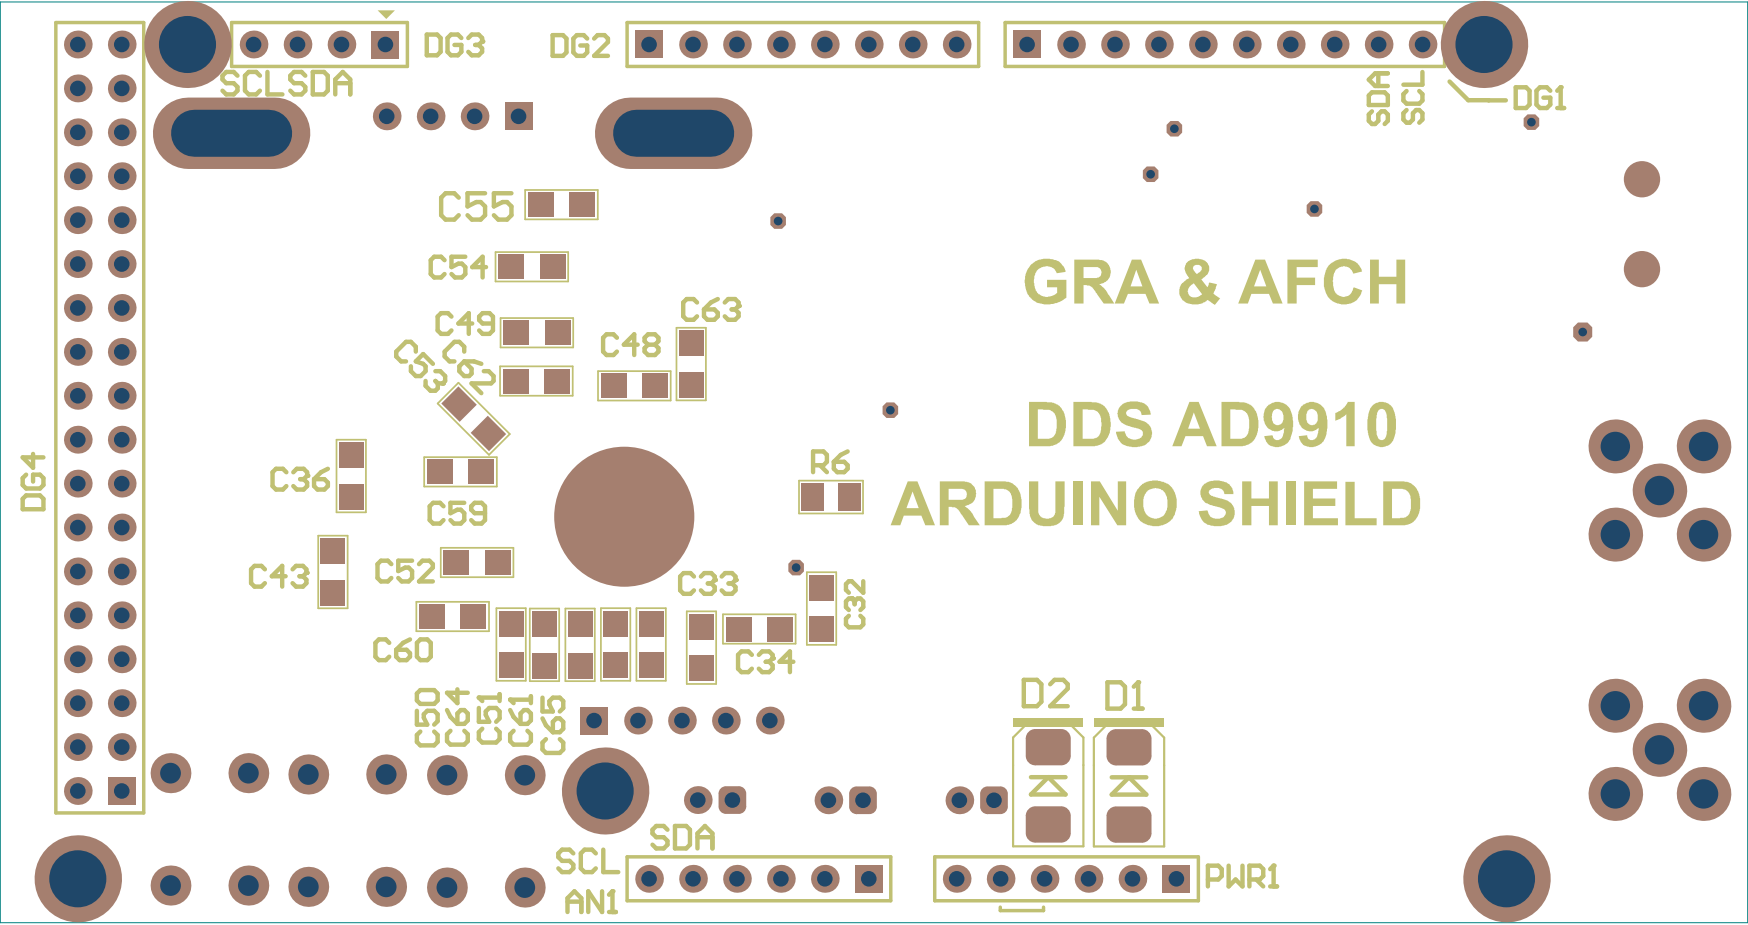 DG3
DG2
SCL SDA
SDA
SCL
DG1
C55
C54
GRA & AFCH
C63
C49
C48
C53
C62
DDS AD9910
R6
C36
DG4
ARDUINO SHIELD
C59
C43
C52
C33
C32
C60
C34
C50
C64
C51
C61
C65
D2
D1
SDA
SCL
AN1
PWR1